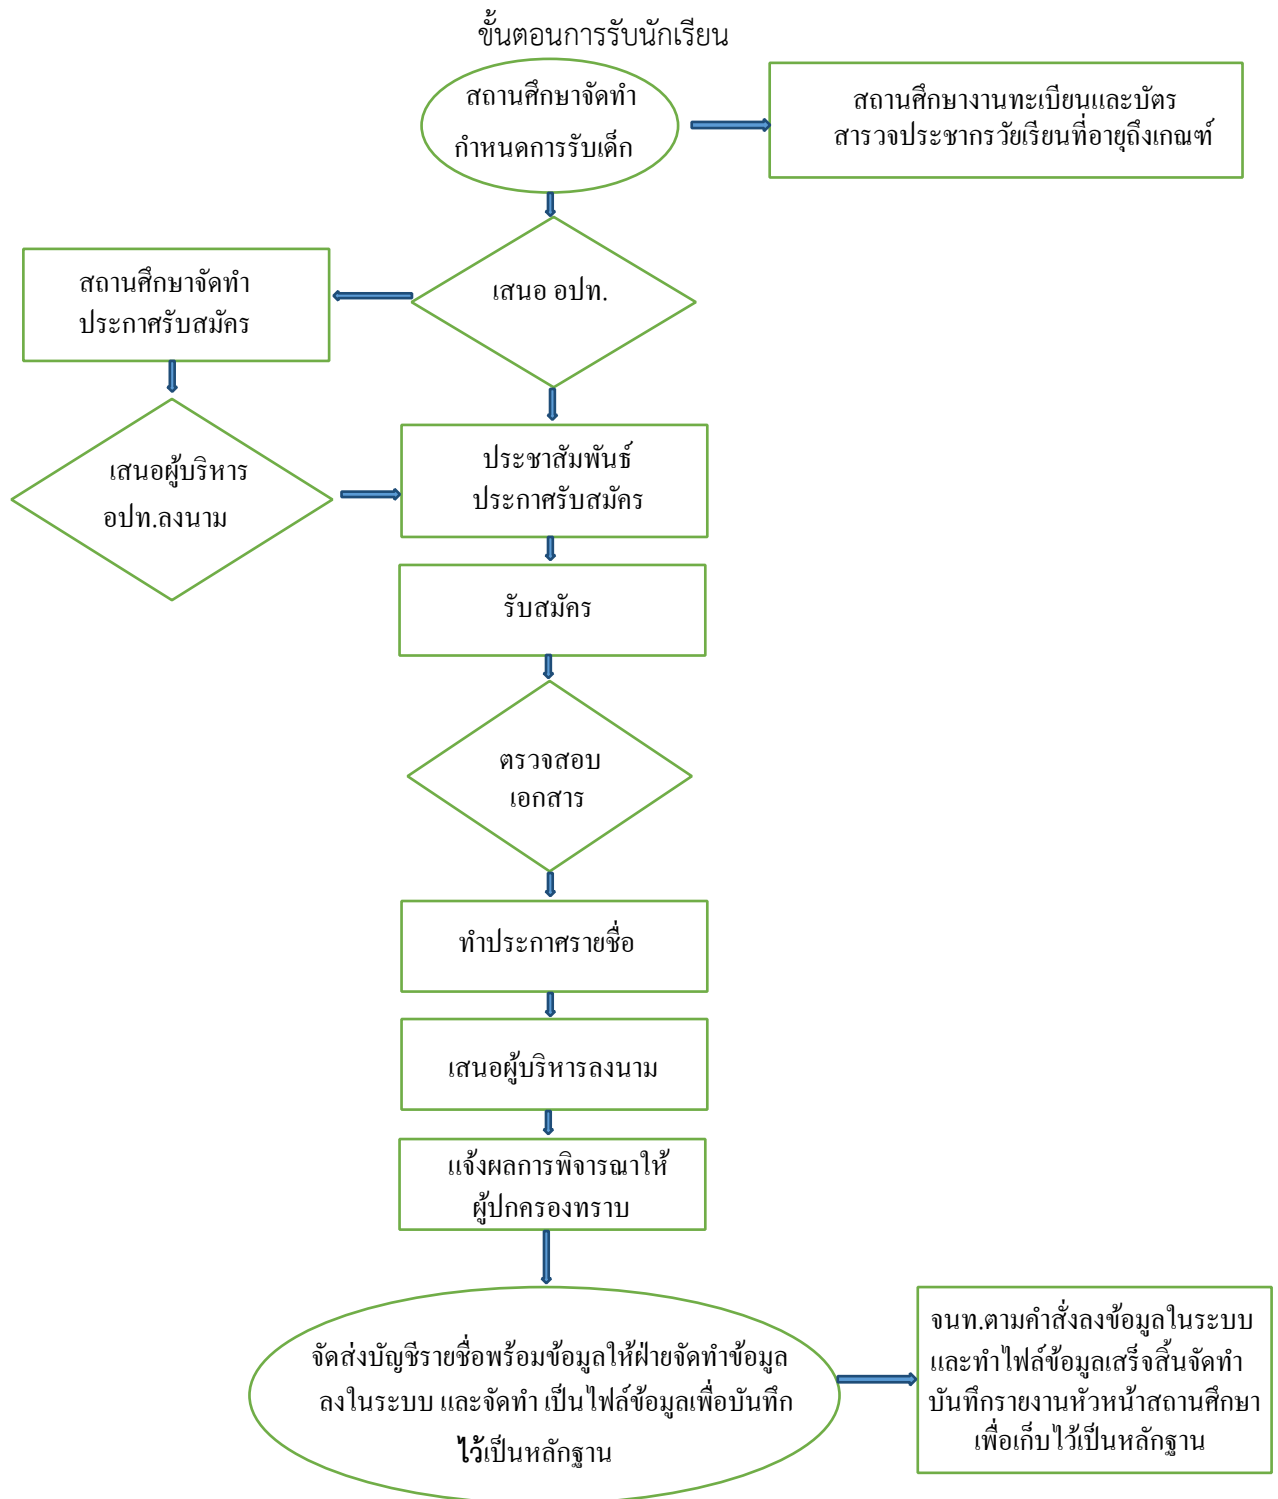 ขั้นตอนการรับนักเรียน
สถานศึกษาจัดทำ
กำหนดการรับเด็ก
สถานศึกษางานทะเบียนและบัตร
สารวจประชากรวัยเรียนที่อายุถึงเกณฑ์
เสนอ อปท.
สถานศึกษาจัดทำ
ประกาศรับสมัคร
เสนอผู้บริหาร
อปท.ลงนาม
ประชาสัมพันธ์
ประกาศรับสมัคร
รับสมัคร
ตรวจสอบ
เอกสาร
ทำประกาศรายชื่อ
เสนอผู้บริหารลงนาม
แจ้งผลการพิจารณาให้
ผู้ปกครองทราบ
จัดส่งบัญชีรายชื่อพร้อมข้อมูลให้ฝ่ายจัดทำข้อมูล
ลงในระบบ และจัดทำ เป็นไฟล์ข้อมูลเพื่อบันทึก
ไว้เป็นหลักฐาน
จนท.ตามคำสั่งลงข้อมูลในระบบ
และทำไฟล์ข้อมูลเสร็จสิ้นจัดทำ
บันทึกรายงานหัวหน้าสถานศึกษา
เพื่อเก็บไว้เป็นหลักฐาน